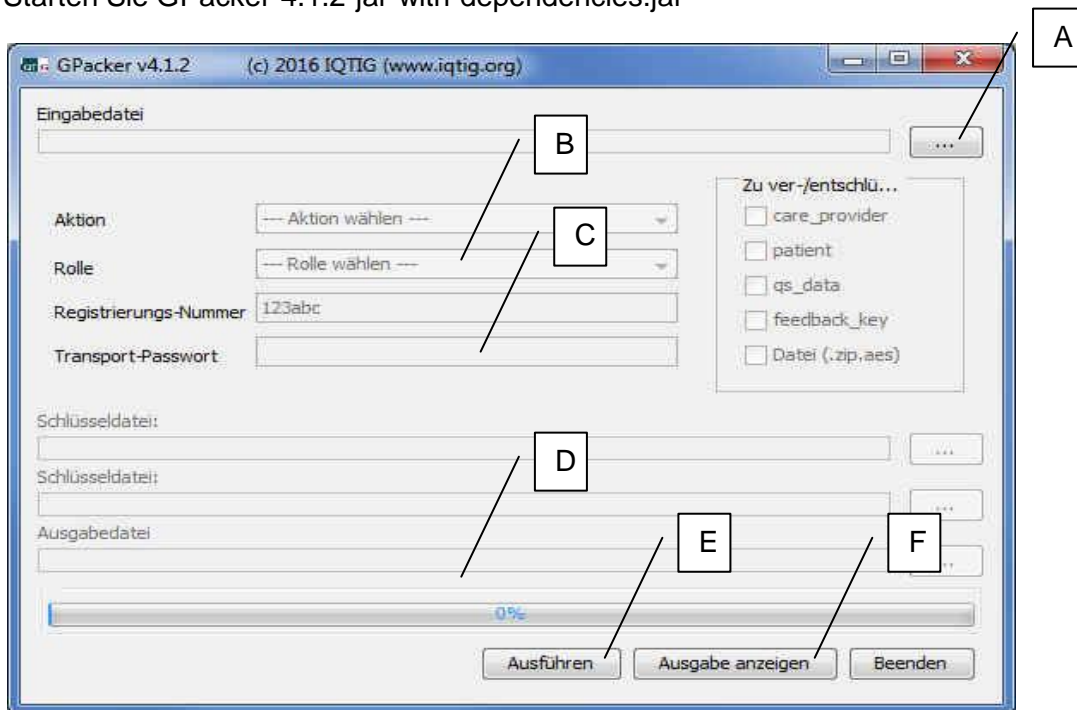 Starten Sie GPacker-4.1.2-jar-with-dependencies.jar
A
GPacker v4.1.2 (c) 2016 IQTIG (www.iqtig.org)
Eingabedatei
...
B
Zu ver-/entschlü...
Aktion
--- Aktion wählen ---
care_provider
C
patient
Rolle
--- Rolle wählen ---
qs_data
Registrierungs-Nummer
123abc
feedback_key
Transport-Passwort
Datei (.zip.aes)
Schlüsseldatei:
...
D
Schlüsseldatei:
...
Ausgabedatei
E
F
...
0%
Ausführen
Ausgabe anzeigen
Beenden